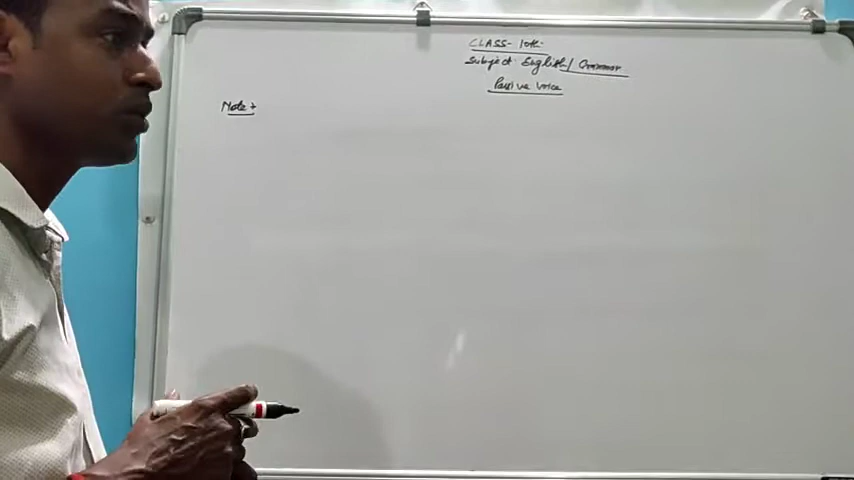 CLASS- 10th
Subject English/ Grammar
Passive Voice
Note→